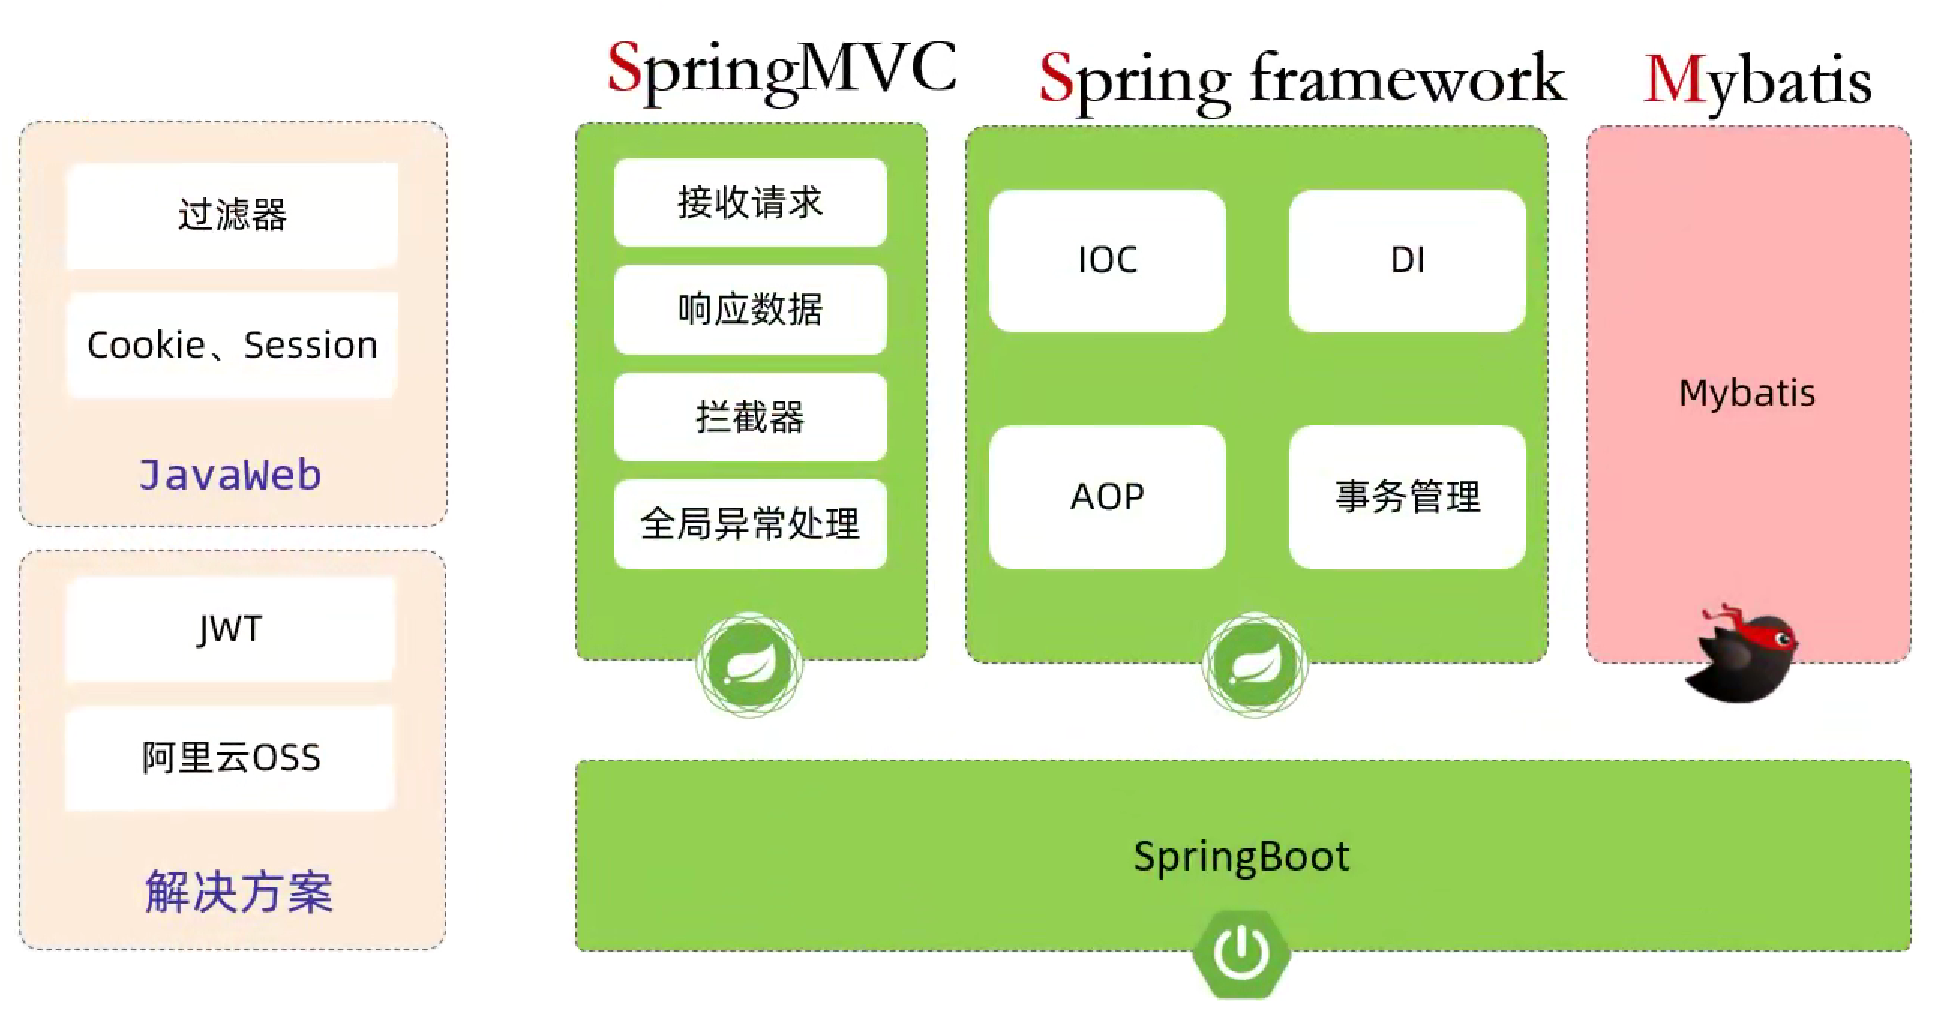 SpringMVC
Spring framework
Mybatis
过滤器
Cookie、Session
JavaWeb
JWT
阿里云OSS
解决方案
接收请求
响应数据
拦截器
全局异常处理
IOC
DI
AOP
事务管理
Mybatis
SpringBoot